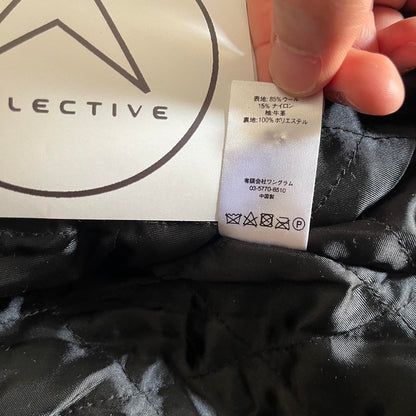 LLECTIVE
表地: 85%ウール
15% ナイロン
袖: 牛革
裏地: 100%ポリエステル
有限会社ワングラム
03-5770-6510
中国製
P